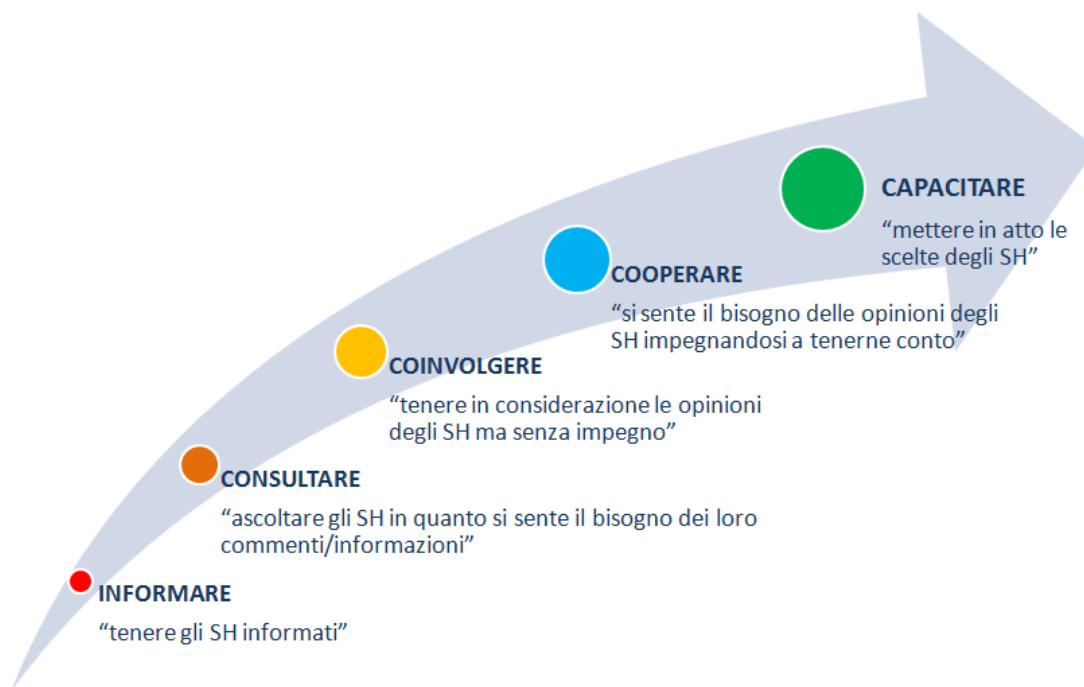 CAPACITARE
“mettere in atto le
scelte degli SH”
COOPERARE
“si sente il bisogno delle opinioni degli
SH impegnandosi a tenerne conto”
COINVOLGERE
“tenere in considerazione le opinioni
degli SH ma senza impegno”
CONSULTARE
“ascoltare gli SH in quanto si sente il bisogno dei loro
commenti/informazioni”
INFORMARE
“tenere gli SH informati”